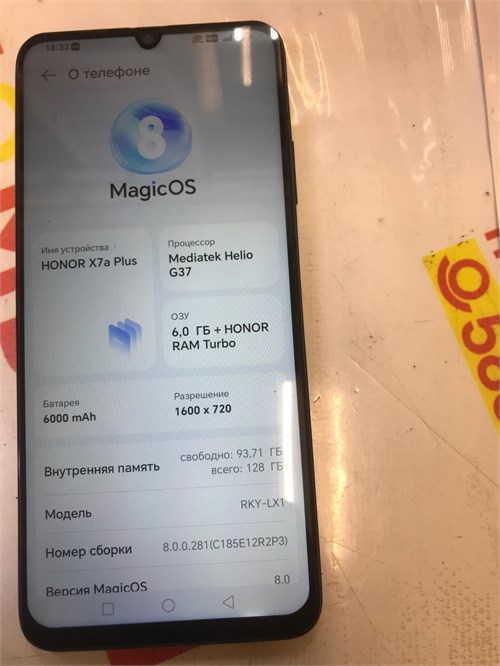 18:33
О телефоне
8
MagicOS
Имя устройства
HONOR X7a Plus
Процессор
Mediatek Helio
G37
ОЗУ
6,0 ГБ + HONOR
RAM Turbo
Батарея
6000 mAh
Разрешение
1600 x 720
Внутренняя память
свободно: 93,71 ГБ
всего: 128 ГБ
Модель
RKY-LX1
Номер сборки
8.0.0.281(C185E12R2P3)
Версия MagicOS
8.0